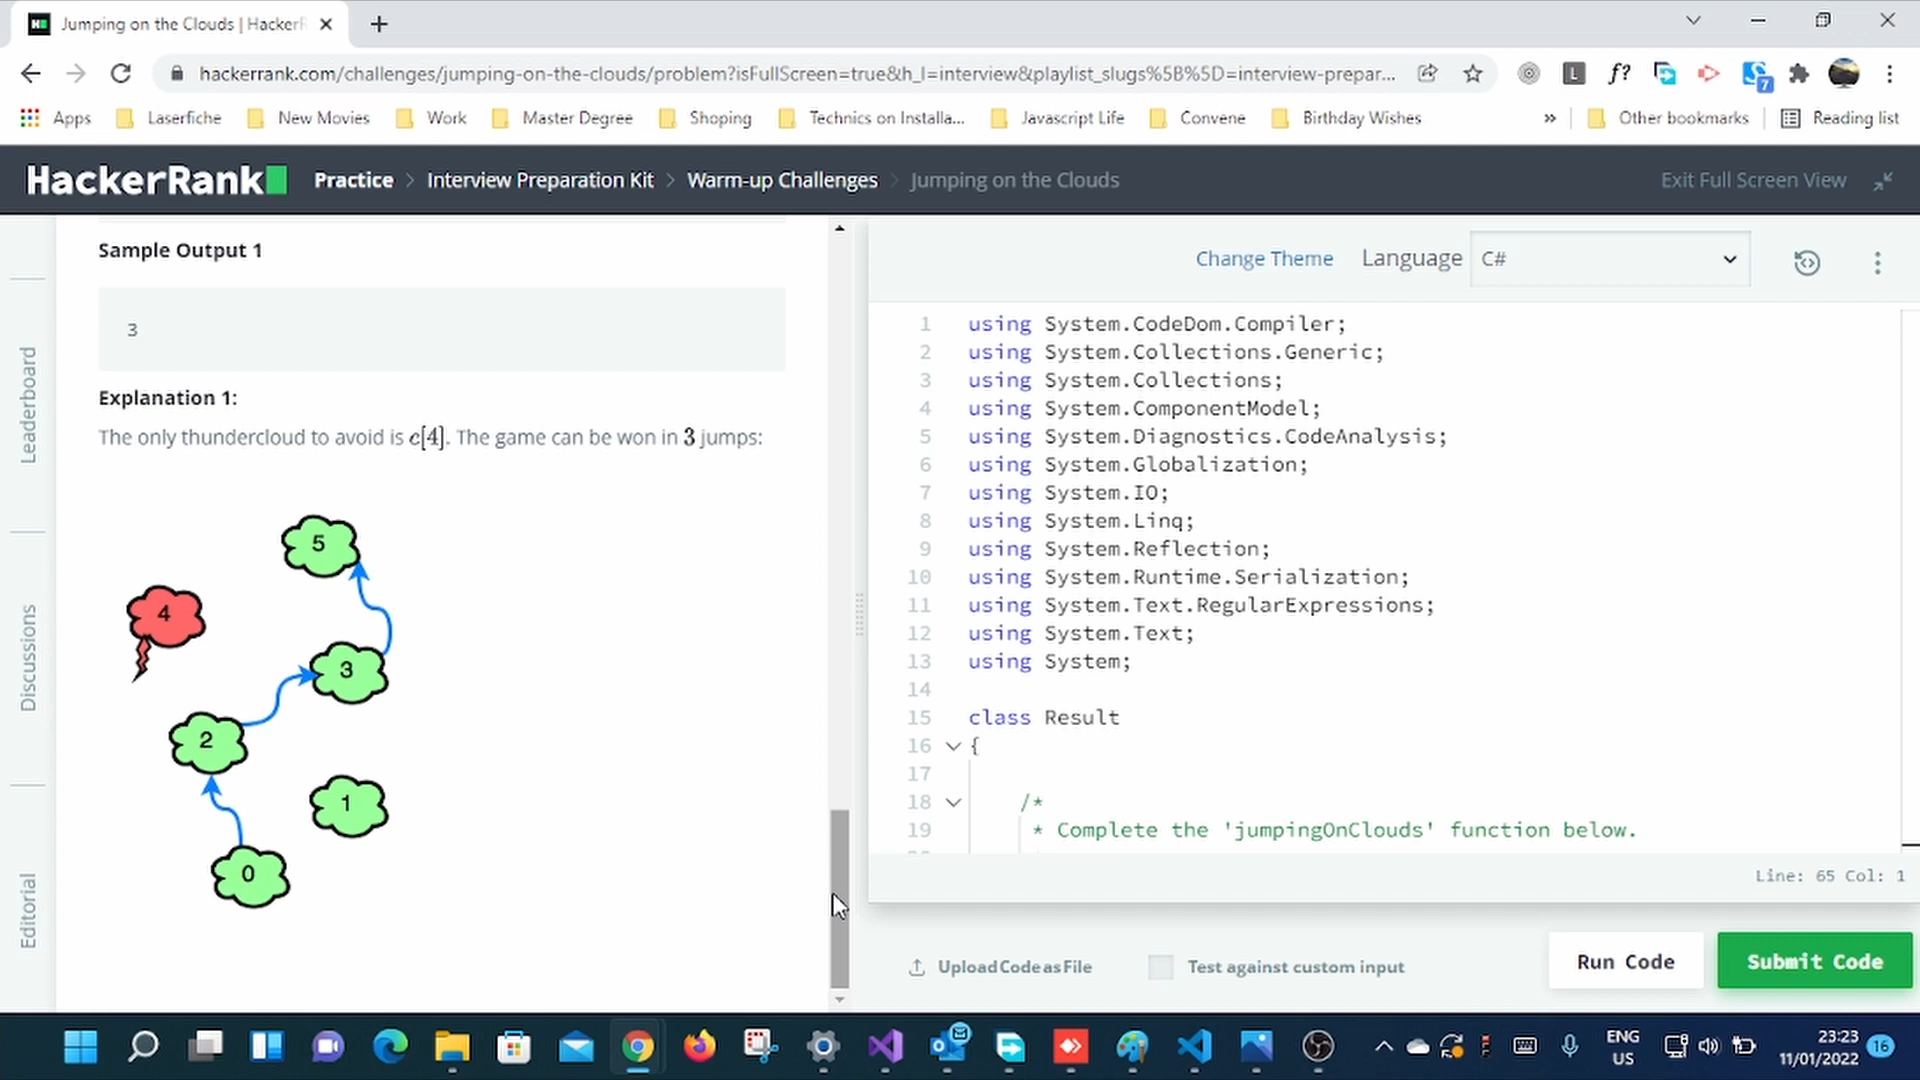 Jumping on the Clouds | HackerR
hackerrank.com/challenges/jumping-on-the-clouds/problem?isFullScreen=true&h_l=interview&playlist_slugs%5B%5D=interview-prepar...
L
f?
7
Apps
Laserfiche
New Movies
Work
Master Degree
Shoping
Technics on Installa...
Javascript Life
Convene
Birthday Wishes
»
Other bookmarks
Reading list
HackerRank
Practice > Interview Preparation Kit > Warm-up Challenges > Jumping on the Clouds
Exit Full Screen View
Leaderboard
Discussions
Editorial
Sample Output 1
3
Explanation 1:
The only thundercloud to avoid is c[4]. The game can be won in 3 jumps:
5
4
3
2
1
0
Change Theme
Language
C#
1 using System.CodeDom.Compiler;
2 using System.Collections.Generic;
3 using System.Collections;
4 using System.ComponentModel;
5 using System.Diagnostics.CodeAnalysis;
6 using System.Globalization;
7 using System.IO;
8 using System.Linq;
9 using System.Reflection;
10 using System.Runtime.Serialization;
11 using System.Text.RegularExpressions;
12 using System.Text;
13 using System;
14
15 class Result
16 {
17
18 /*
19 * Complete the 'jumpingOnClouds' function below.
Line: 65 Col: 1
Upload Code as File
Test against custom input
Run Code
Submit Code
ENG
US
23:23
11/01/2022
16